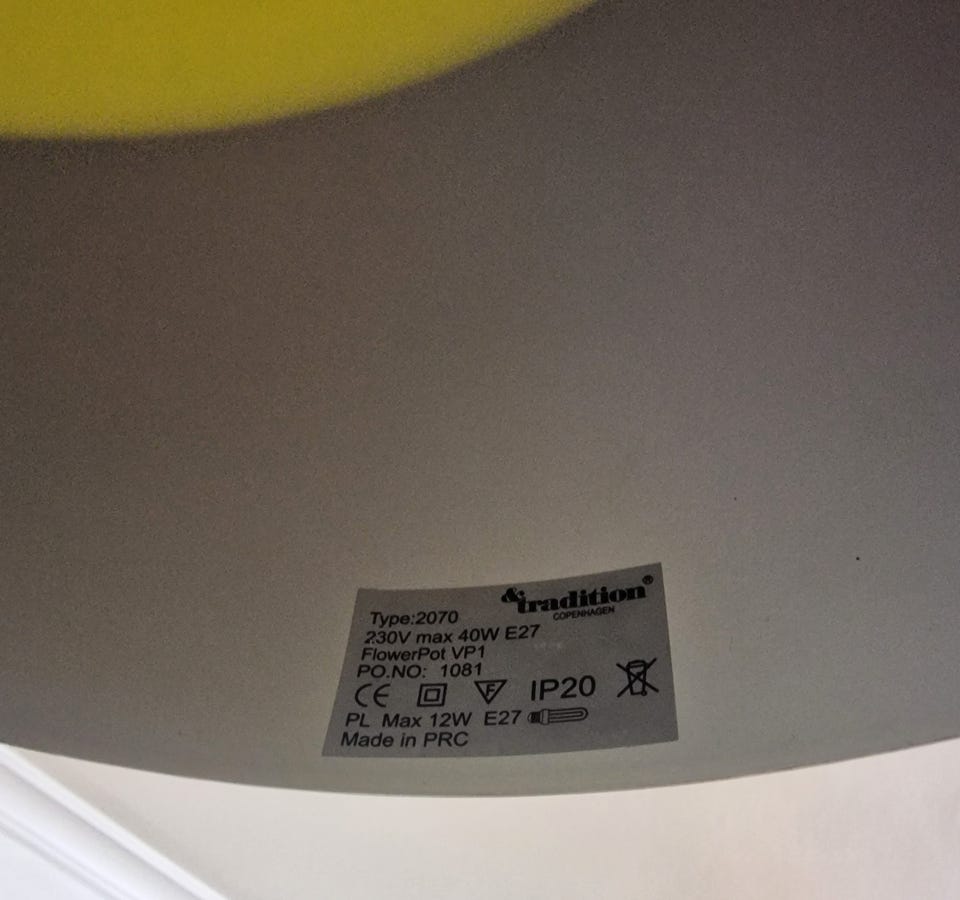 &tradition®
COPENHAGEN
Type:2070
230V max 40W E27
FlowerPot VP1
PO.NO: 1081
CE F IP20
PL Max 12W E27
Made in PRC